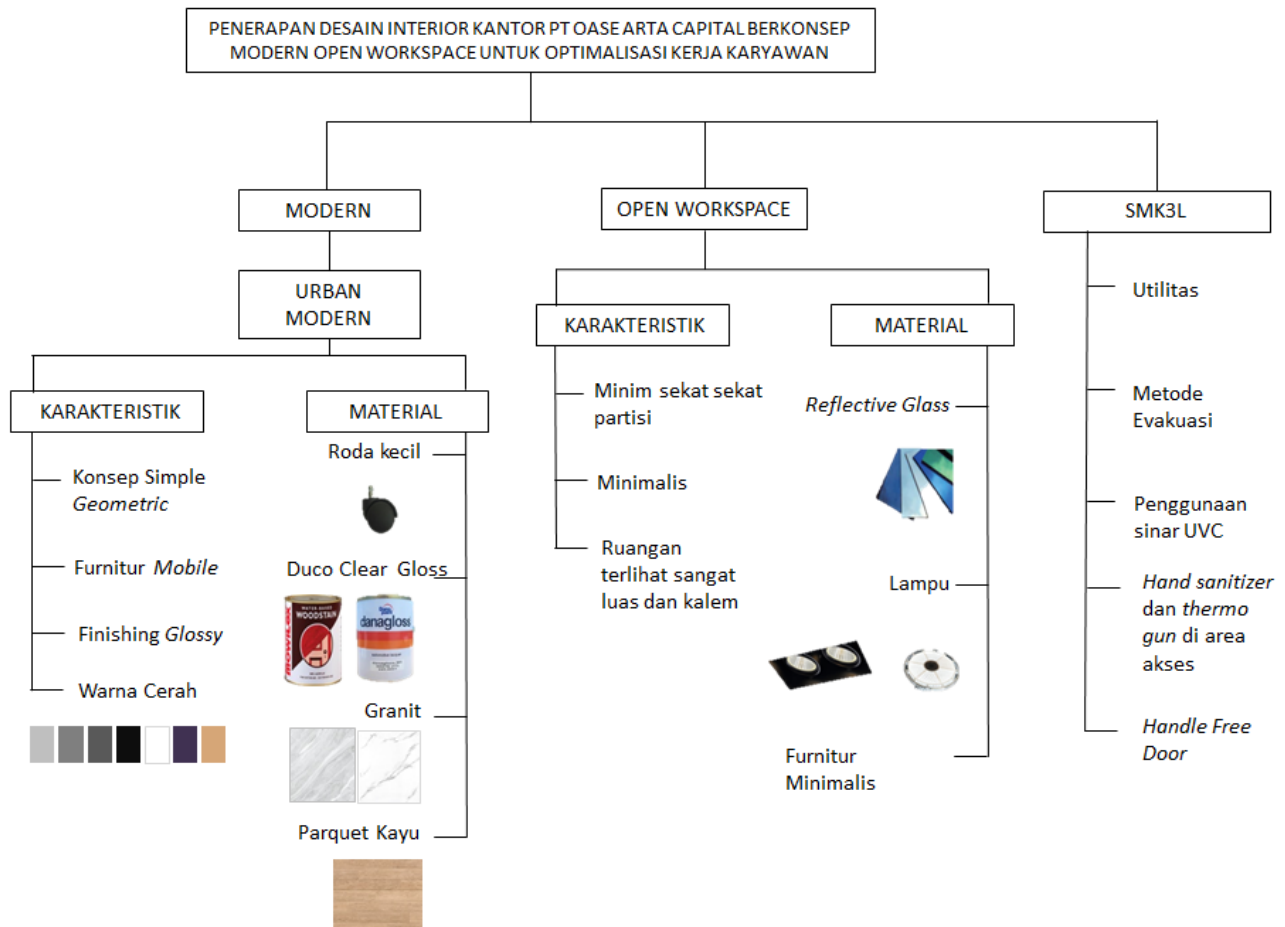 PENERAPAN DESAIN INTERIOR KANTOR PT OASE ARTA CAPITAL BERKONSEP
MODERN OPEN WORKSPACE UNTUK OPTIMALISASI KERJA KARYAWAN
MODERN
URBAN
MODERN
KARAKTERISTIK
Konsep Simple
Geometric
Furnitur Mobile
Finishing Glossy
Warna Cerah
MATERIAL
Roda kecil
Duco Clear Gloss
WOODSTAIN
danagloss
Granit
Parquet Kayu
OPEN WORKSPACE
KARAKTERISTIK
Minim sekat sekat
partisi
Minimalis
Ruangan
terlihat sangat
luas dan kalem
MATERIAL
Reflective Glass
Lampu
Furnitur
Minimalis
SMK3L
Utilitas
Metode
Evakuasi
Penggunaan
sinar UVC
Hand sanitizer
dan thermo
gun di area
akses
Handle Free
Door